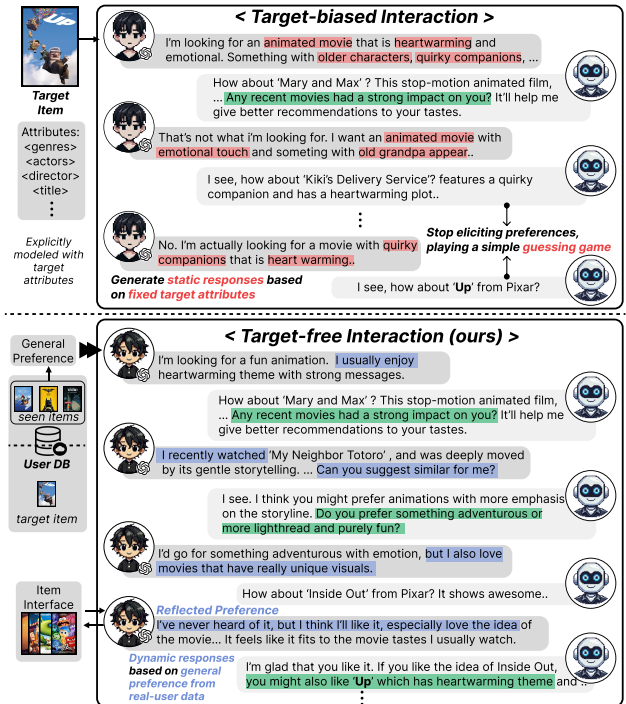 UP
Target
Item
Attributes:
<genres>
<actors>
<director>
<title>
⋮
Explicitly
modeled with
target
attributes
< Target-biased Interaction >
I'm looking for an animated movie that is heartwarming and
emotional. Something with older characters, quirky companions, ...
How about 'Mary and Max' ? This stop-motion animated film,
... Any recent movies had a strong impact on you? It'll help me
give better recommendations to your tastes.
That's not what i'm looking for. I want an animated movie with
emotional touch and someting with old grandpa appear..
I see, how about 'Kiki's Delivery Service'? features a quirky
companion and has a heartwarming plot..
⋮
Stop eliciting preferences,
playing a simple guessing game
No. I'm actually looking for a movie with quirky
companions that is heart warming..
Generate static responses based
on fixed target attributes
I see, how about 'Up' from Pixar?
General
Preference
seen items
User DB
target item
Item
Interface
< Target-free Interaction (ours) >
I'm looking for a fun animation. I usually enjoy
heartwarming theme with strong messages.
How about 'Mary and Max' ? This stop-motion animated film,
... Any recent movies had a strong impact on you? It'll help me
give better recommendations to your tastes.
I recently watched 'My Neighbor Totoro' , and was deeply moved
by its gentle storytelling. ... Can you suggest similar for me?
I see. I think you might prefer animations with more emphasis
on the storyline. Do you prefer something adventurous or
more lighthread and purely fun?
I'd go for something adventurous with emotion, but I also love
movies that have really unique visuals.
How about 'Inside Out' from Pixar? It shows awesome..
Reflected Preference
I've never heard of it, but I think I'll like it, especially love the idea of
the movie... It feels like it fits to the movie tastes I usually watch.
Dynamic responses
based on general
preference from
real-user data
I'm glad that you like it. If you like the idea of Inside Out,
you might also like 'Up' which has heartwarming theme and ..
⋮